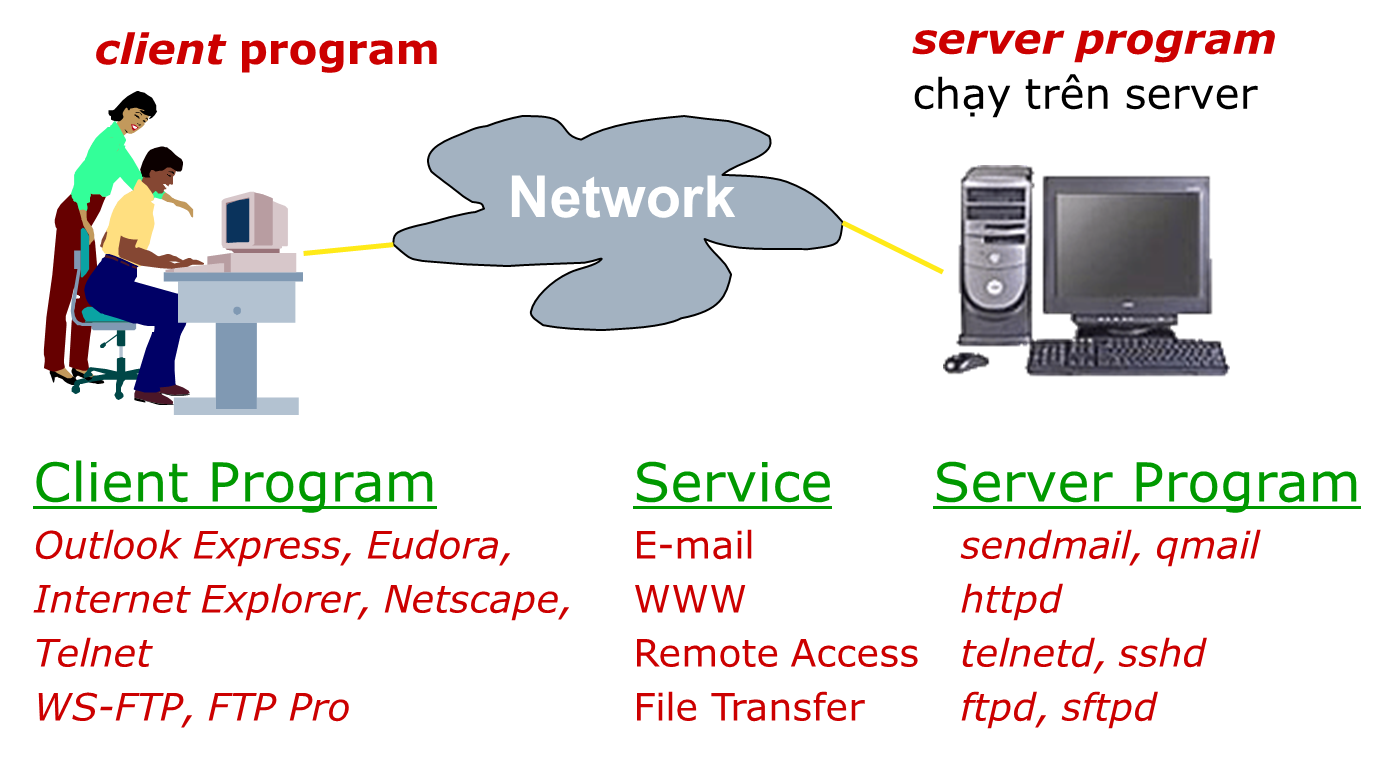 client program
server program
chạy trên server
Network
Client Program Service Server Program
Outlook Express, Eudora, E-mail sendmail, qmail
Internet Explorer, Netscape, WWW httpd
Telnet Remote Access telnetd, sshd
WS-FTP, FTP Pro File Transfer ftpd, sftpd